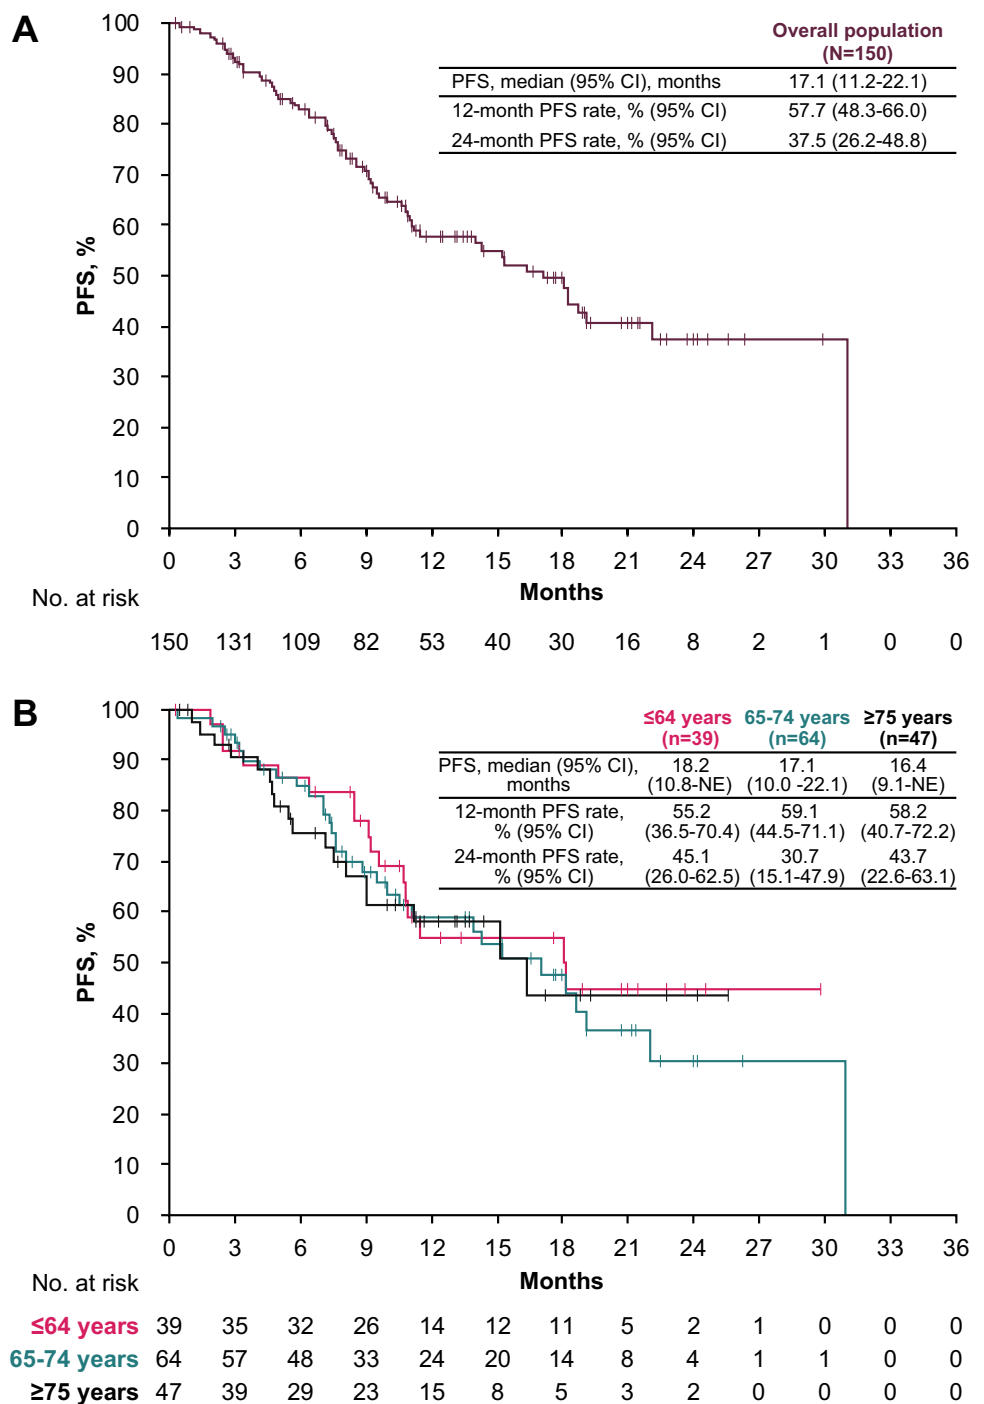 A
Overall population
(N=150)
PFS, median (95% CI), months 17.1 (11.2-22.1)
12-month PFS rate, % (95% CI) 57.7 (48.3-66.0)
24-month PFS rate, % (95% CI) 37.5 (26.2-48.8)
PFS, %
100
90
80
70
60
50
40
30
20
10
0
0 3 6 9 12 15 18 21 24 27 30 33 36
Months
No. at risk
150 131 109 82 53 40 30 16 8 2 1 0 0
B
≤64 years 65-74 years ≥75 years
(n=39) (n=64) (n=47)
PFS, median (95% CI), 18.2 17.1 16.4
months (10.8-NE) (10.0 -22.1) (9.1-NE)
12-month PFS rate, 55.2 59.1 58.2
% (95% CI) (36.5-70.4) (44.5-71.1) (40.7-72.2)
24-month PFS rate, 45.1 30.7 43.7
% (95% CI) (26.0-62.5) (15.1-47.9) (22.6-63.1)
PFS, %
100
90
80
70
60
50
40
30
20
10
0
0 3 6 9 12 15 18 21 24 27 30 33 36
Months
No. at risk
≤64 years 39 35 32 26 14 12 11 5 2 1 0 0 0
65-74 years 64 57 48 33 24 20 14 8 4 1 1 0 0
≥75 years 47 39 29 23 15 8 5 3 2 0 0 0 0